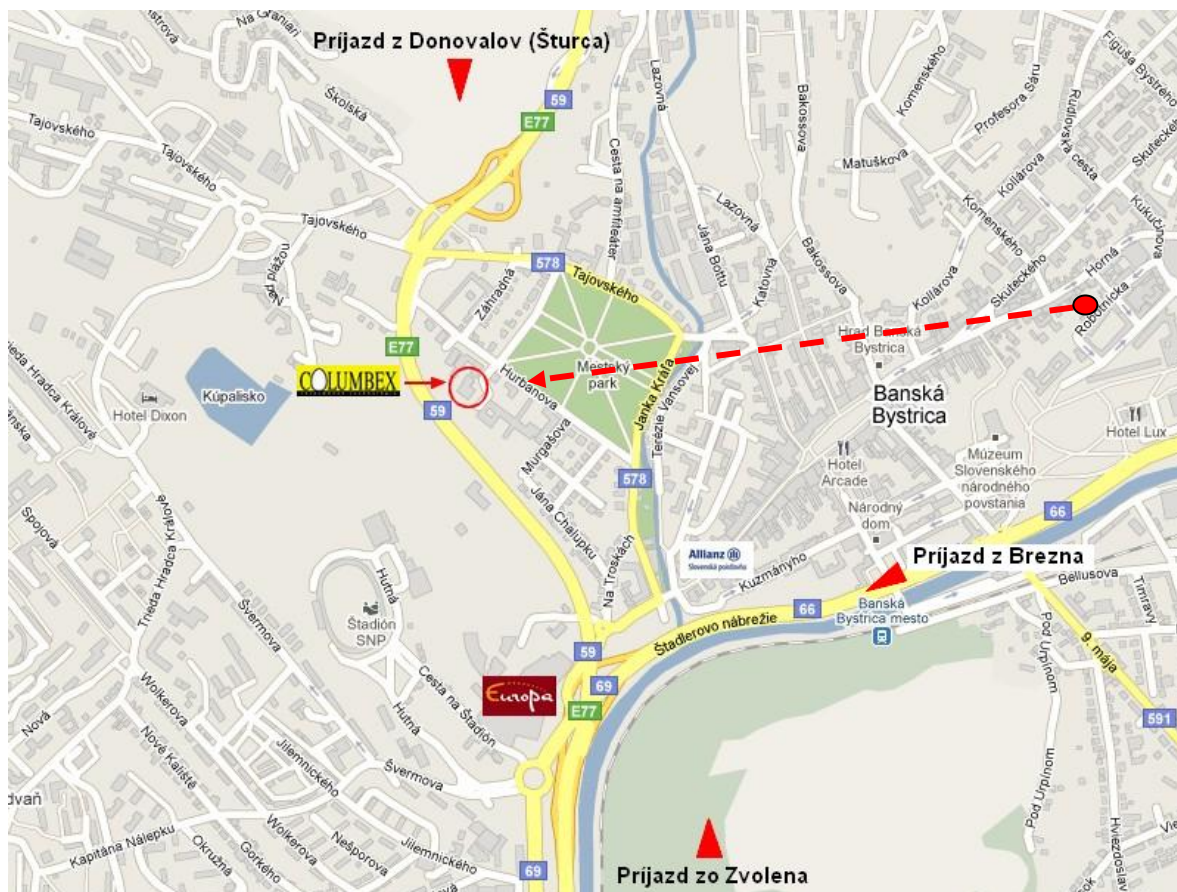 Na Graniari
Príjazd z Donovalov (Šturca)
59
E77
Školská
Tajovského
Tajovského
Tajovského
Lazovná
Bakossova
Komenského
Profesora Sáru
Figuša Bystrého
Rudlovská cesta
Skuteckého
Kollárova
Matuškova
Cesta na amfiteáter
Komenského
Kukučínova
Nad plážou
578
Tajovského
Záhradná
Lazovná
Jána Bottu
Katovná
Bakossova
Kollárova
Skuteckého
Horná
Robotnícka
Hrad Banská
Bystrica
E77
COLUMBEX
59
Mestský
park
Hurbanova
Janka Kráľa
Terézie Vansovej
Banská
Bystrica
Trieda Hradca Králové
Hotel Dixon
Kúpalisko
Murgašova
578
Hotel
Arcade
Hotel Lux
Múzeum
Slovenského
národného
povstania
Národný
dom
66
Jána Chalupku
Na Troskách
Allianz
Slovenská poisťovňa
Kuzmányho
Príjazd z Brezna
Spojová
Trieda Hradca Králové
Švermova
Hutná
Štadión
SNP
66
Banská
Bystrica mesto
Bellusova
Timravy
Štadlerovo nábrežie
59
69
E77
Europa
Pod Urpínom
9. mája
591
Wolkerova
Nová
Nové Kalište
Hutná
Cesta na Štadión
Jilemnického
Švermova
Pod Urpínom
Kapitána Nálepku
Okružná
Gorkého
Wolkerova
Nešporova
Jilemnického
69
Hviezdoslav
Príjazd zo Zvolena